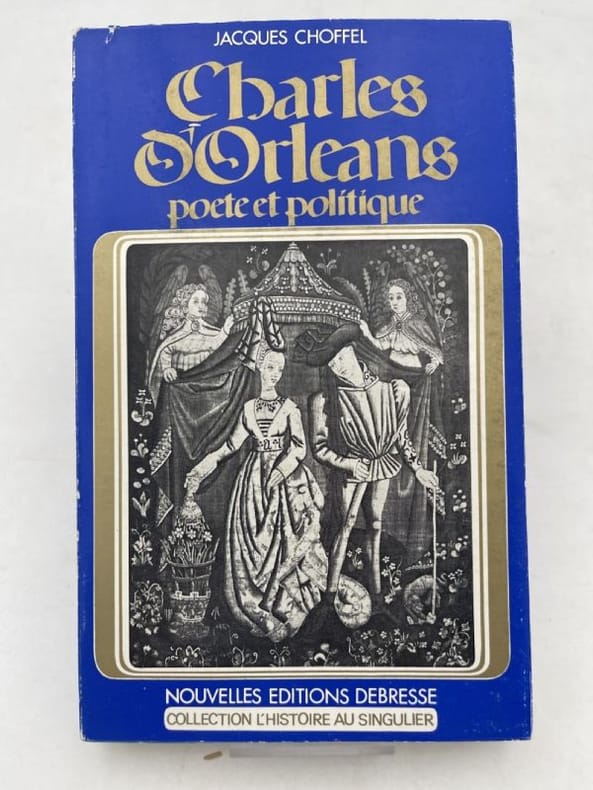 JACQUES CHOFFEL
Charles
d'Orleans
poete et politique
NOUVELLES EDITIONS DEBRESSE
COLLECTION L'HISTOIRE AU SINGULIER